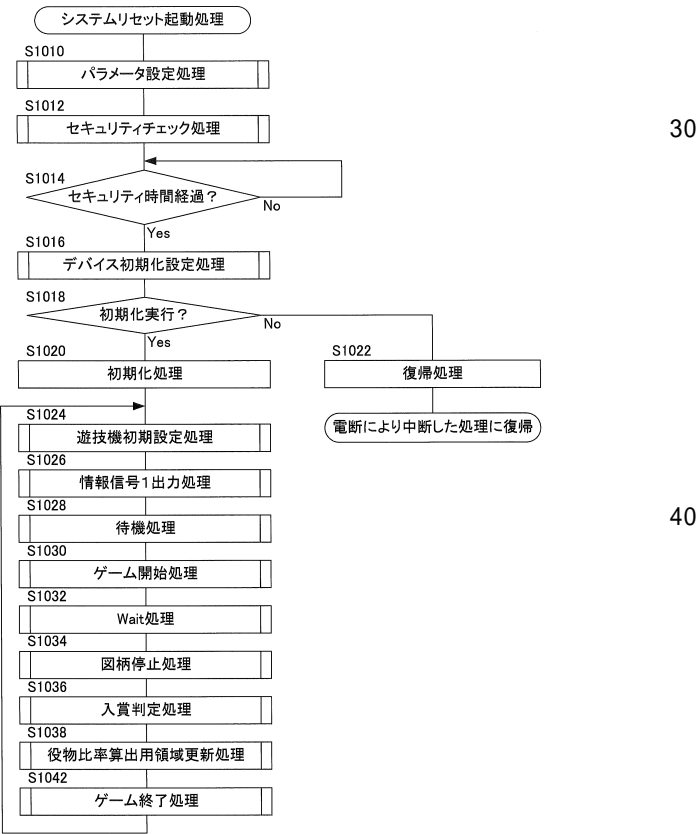 システムリセット起動処理
S1010
パラメータ設定処理
S1012
セキュリティチェック処理
30
S1014
セキュリティ時間経過？
No
Yes
S1016
デバイス初期化設定処理
S1018
初期化実行？
No
Yes
S1020
初期化処理
S1022
復帰処理
電断により中断した処理に復帰
S1024
遊技機初期設定処理
S1026
情報信号１出力処理
S1028
待機処理
40
S1030
ゲーム開始処理
S1032
Wait処理
S1034
図柄停止処理
S1036
入賞判定処理
S1038
役物比率算出用領域更新処理
S1042
ゲーム終了処理